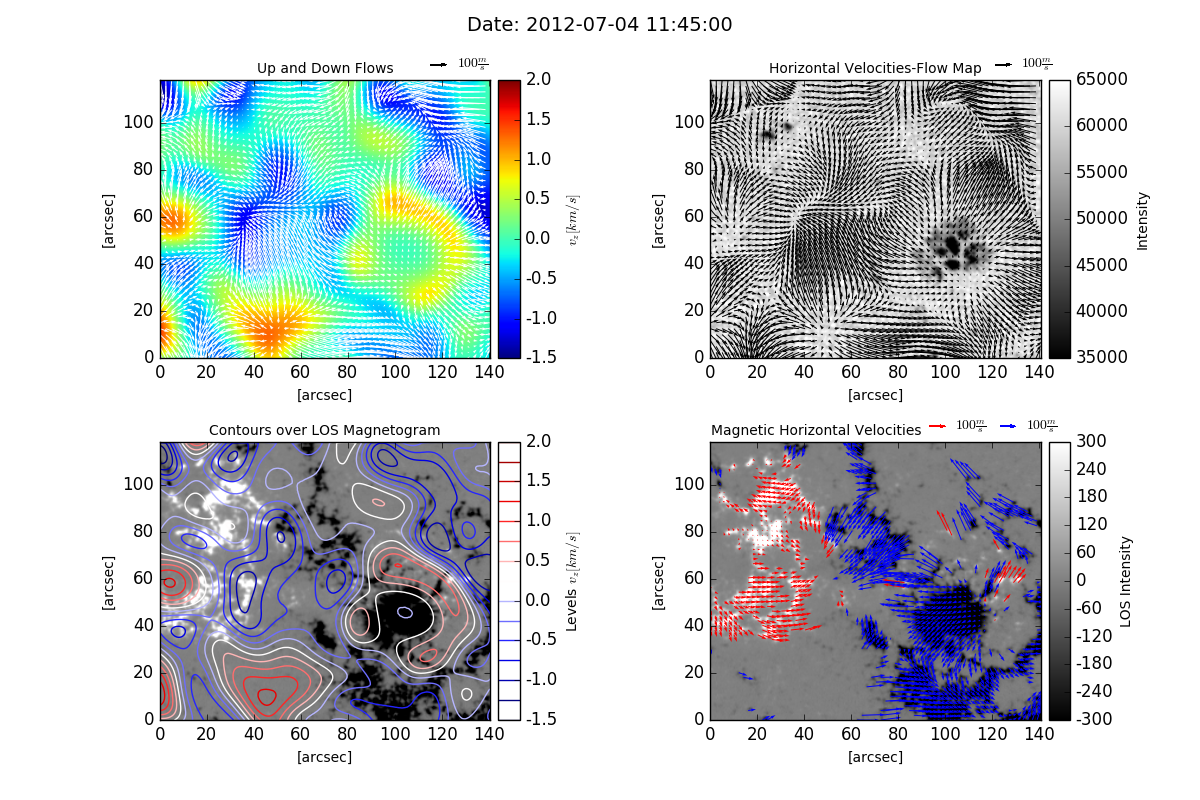 Date: 2012-07-04 11:45:00
Up and Down Flows
100 m/s
[arcsec]
100
80
60
40
20
0
0 20 40 60 80 100 120 140
[arcsec]
2.0
1.5
1.0
0.5
0.0
-0.5
-1.0
-1.5
v_z[km/s]
Horizontal Velocities-Flow Map
100 m/s
[arcsec]
100
80
60
40
20
0
0 20 40 60 80 100 120 140
[arcsec]
65000
60000
55000
50000
45000
40000
35000
Intensity
Contours over LOS Magnetogram
[arcsec]
100
80
60
40
20
0
0 20 40 60 80 100 120 140
[arcsec]
2.0
1.5
1.0
0.5
0.0
-0.5
-1.0
-1.5
Levels v_z[km/s]
Magnetic Horizontal Velocities
100 m/s 100 m/s
[arcsec]
100
80
60
40
20
0
0 20 40 60 80 100 120 140
[arcsec]
300
240
180
120
60
0
-60
-120
-180
-240
-300
LOS Intensity